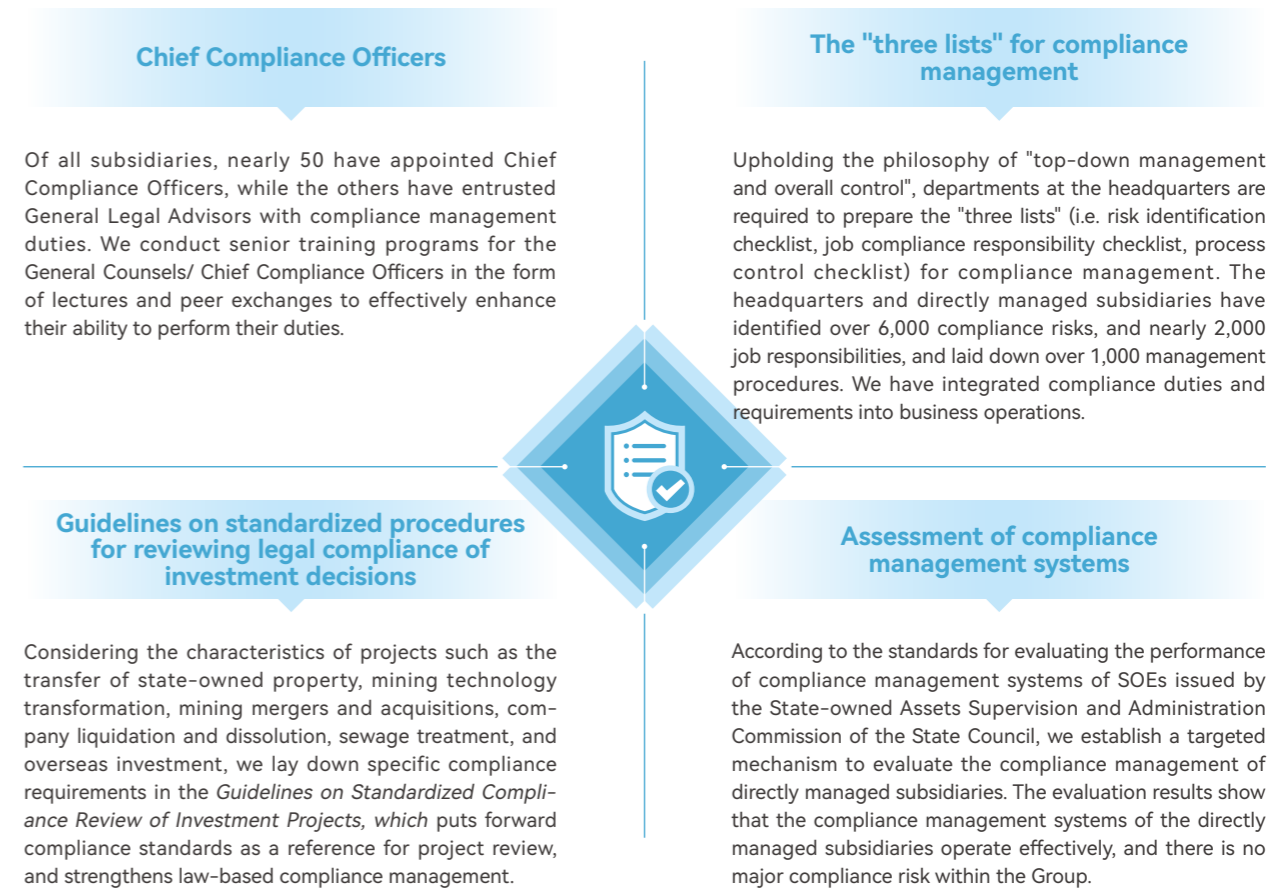 Chief Compliance Officers
Of all subsidiaries, nearly 50 have appointed Chief
Compliance Officers, while the others have entrusted
General Legal Advisors with compliance management
duties. We conduct senior training programs for the
General Counsels/ Chief Compliance Officers in the form
of lectures and peer exchanges to effectively enhance
their ability to perform their duties.
The "three lists" for compliance
management
Upholding the philosophy of "top-down management
and overall control", departments at the headquarters are
required to prepare the "three lists" (i.e. risk identification
checklist, job compliance responsibility checklist, process
control checklist) for compliance management. The
headquarters and directly managed subsidiaries have
identified over 6,000 compliance risks, and nearly 2,000
job responsibilities, and laid down over 1,000 management
procedures. We have integrated compliance duties and
requirements into business operations.
Guidelines on standardized procedures
for reviewing legal compliance of
investment decisions
Considering the characteristics of projects such as the
transfer of state-owned property, mining technology
transformation, mining mergers and acquisitions, com-
pany liquidation and dissolution, sewage treatment, and
overseas investment, we lay down specific compliance
requirements in the Guidelines on Standardized Compli-
ance Review of Investment Projects, which puts forward
compliance standards as a reference for project review,
and strengthens law-based compliance management.
Assessment of compliance
management systems
According to the standards for evaluating the performance
of compliance management systems of SOEs issued by
the State-owned Assets Supervision and Administration
Commission of the State Council, we establish a targeted
mechanism to evaluate the compliance management of
directly managed subsidiaries. The evaluation results show
that the compliance management systems of the directly
managed subsidiaries operate effectively, and there is no
major compliance risk within the Group.